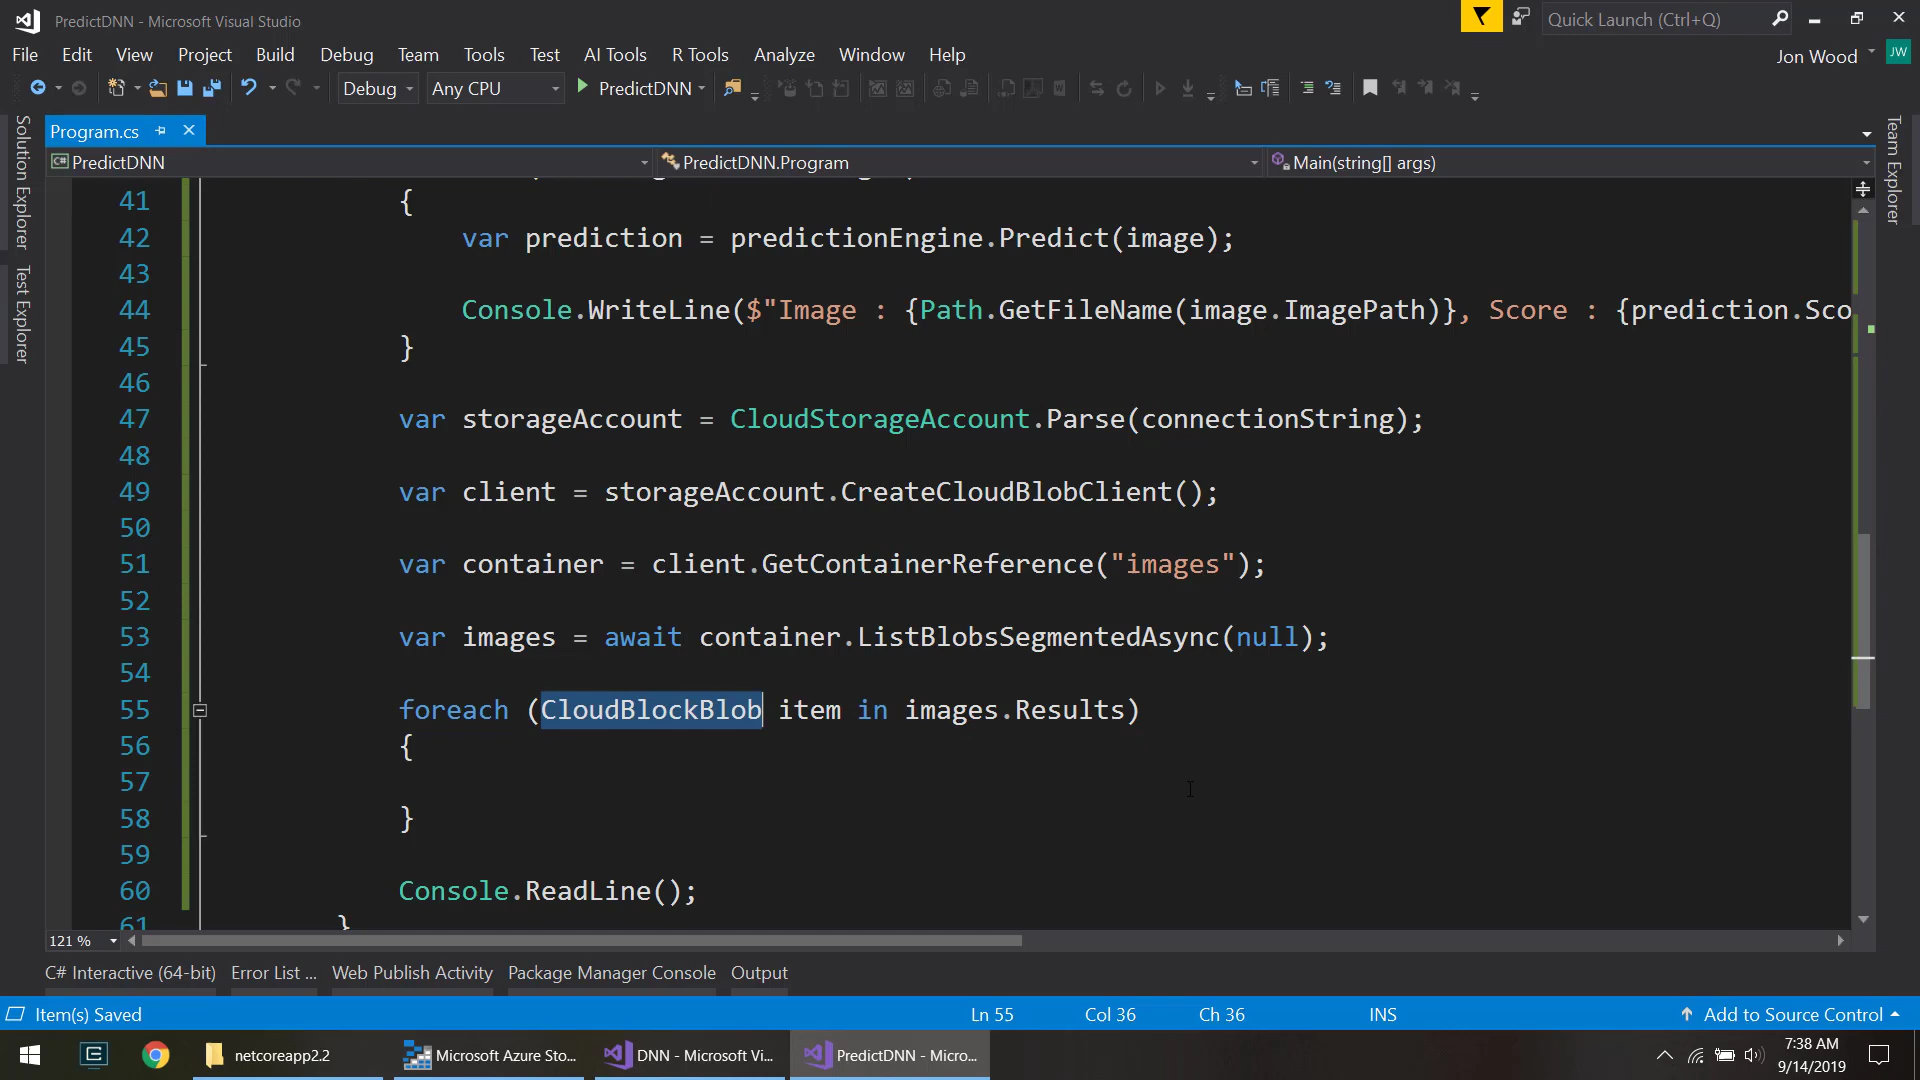 PredictDNN - Microsoft Visual Studio
Quick Launch (Ctrl+Q)
File Edit View Project Build Debug Team Tools Test AI Tools R Tools Analyze Window Help
Jon Wood JW
Debug Any CPU PredictDNN
Solution Explorer
Test Explorer
Team Explorer
Program.cs
C# PredictDNN
PredictDNN.Program
Main(string[] args)
41 {
42 var prediction = predictionEngine.Predict(image);
43
44 Console.WriteLine($"Image : {Path.GetFileName(image.ImagePath)}, Score : {prediction.Sco
45 }
46
47 var storageAccount = CloudStorageAccount.Parse(connectionString);
48
49 var client = storageAccount.CreateCloudBlobClient();
50
51 var container = client.GetContainerReference("images");
52
53 var images = await container.ListBlobsSegmentedAsync(null);
54
55 foreach (CloudBlockBlob item in images.Results)
56 {
57
58 }
59
60 Console.ReadLine();
61 }
121 %
C# Interactive (64-bit) Error List ... Web Publish Activity Package Manager Console Output
Item(s) Saved Ln 55 Col 36 Ch 36 INS Add to Source Control
netcoreapp2.2 Microsoft Azure Sto... DNN - Microsoft Vi... PredictDNN - Micro...
7:38 AM
9/14/2019